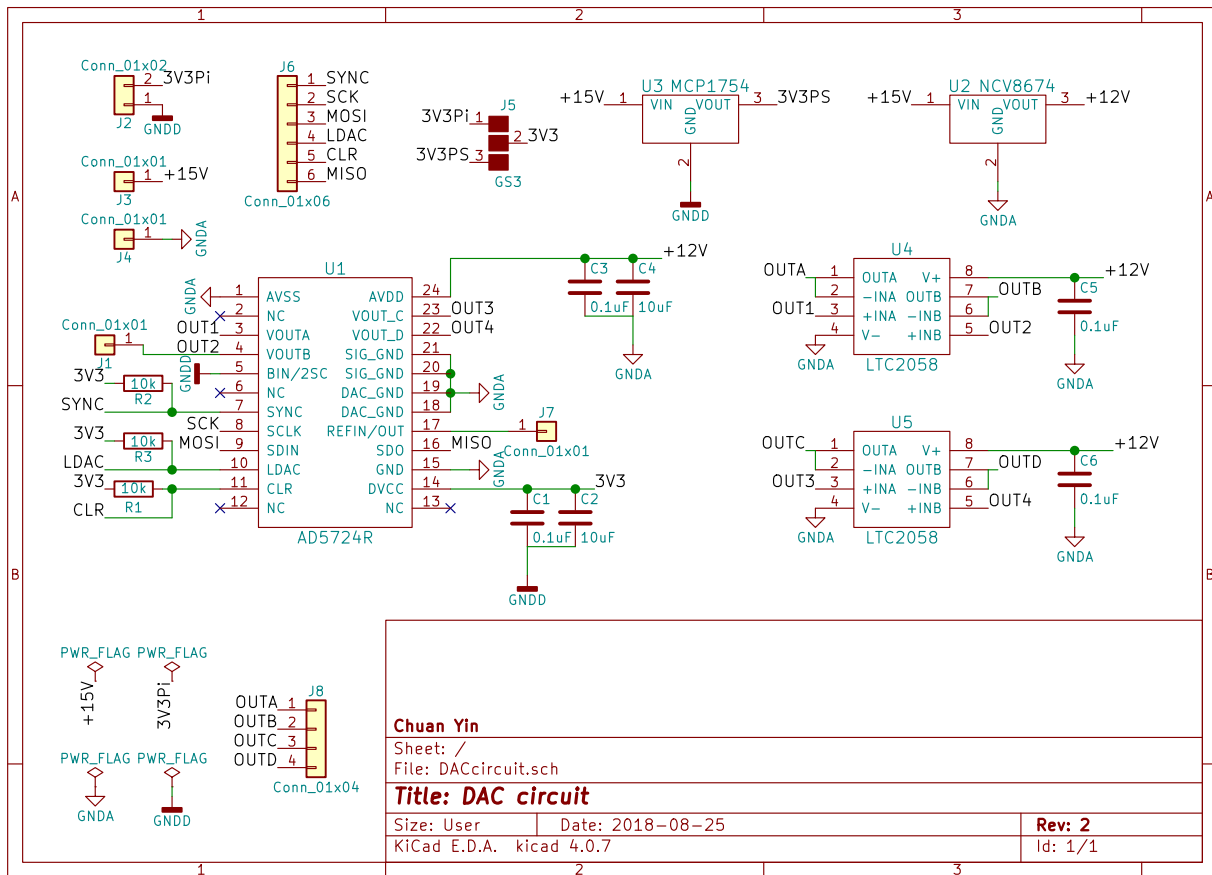 1 2 3
A A
B B
1 2 3
Conn_01x02
2 3V3Pi
1
J2 GNDD
Conn_01x01
1 +15V
J3
Conn_01x01
1 GNDA
J4
J6
1 SYNC
2 SCK
3 MOSI
4 LDAC
5 CLR
6 MISO
Conn_01x06
J5
3V3Pi 1
2 3V3
3V3PS 3
GS3
U3 MCP1754
+15V 1 VIN VOUT 3 3V3PS
GND
2
GNDD
U2 NCV8674
+15V 1 VIN VOUT 3 +12V
GND
2
GNDA
U1
GNDA 1 AVSS
2 NC
OUT1 3 VOUTA
OUT2 4 VOUTB
GNDD 5 BIN/2SC
6 NC
SYNC 7 SYNC
SCK 8 SCLK
MOSI 9 SDIN
LDAC 10 LDAC
CLR 11 CLR
12 NC
AVDD 24
VOUT_C 23 OUT3
VOUT_D 22 OUT4
SIG_GND 21
SIG_GND 20
DAC_GND 19 GNDA
DAC_GND 18
REFIN/OUT 17
SDO 16 MISO
GND 15 GNDA
DVCC 14
NC 13
AD5724R
Conn_01x01
1
J1
3V3 10k
R2
3V3 10k
R3
3V3 10k
R1
+12V
C3 C4
0.1uF 10uF
GNDA
J7
1
Conn_01x01
3V3
C1 C2
0.1uF 10uF
GNDD
U4
OUTA 1 OUTA V+ 8 +12V
2 -INA OUTB 7 OUTB
OUT1 3 +INA -INB 6
4 V- +INB 5 OUT2
GNDA
LTC2058
C5
0.1uF
GNDA
U5
OUTC 1 OUTA V+ 8 +12V
2 -INA OUTB 7 OUTD
OUT3 3 +INA -INB 6
4 V- +INB 5 OUT4
GNDA
LTC2058
C6
0.1uF
GNDA
PWR_FLAG PWR_FLAG
+15V 3V3Pi
PWR_FLAG PWR_FLAG
GNDA GNDD
J8
OUTA 1
OUTB 2
OUTC 3
OUTD 4
Conn_01x04
Chuan Yin
Sheet: /
File: DACcircuit.sch
Title: DAC circuit
Size: User Date: 2018-08-25 Rev: 2
KiCad E.D.A. kicad 4.0.7 Id: 1/1